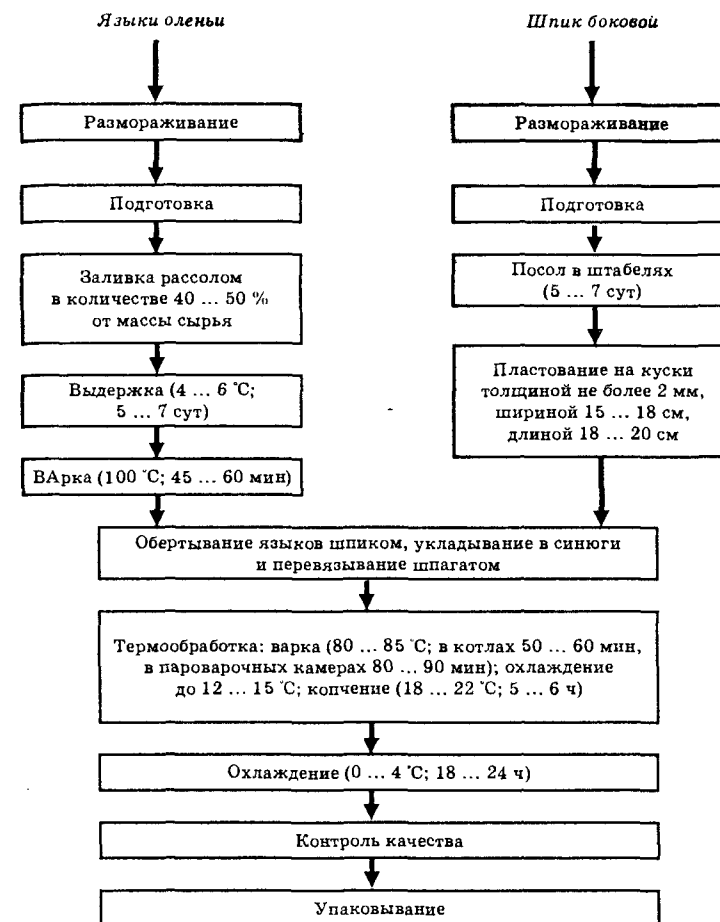 Языки оленьи
Размораживание
Подготовка
Заливка рассолом
в количестве 40 ... 50 %
от массы сырья
Выдержка (4 ... 6 °С;
5 ... 7 сут)
ВАрка (100 °С; 45 ... 60 мин)
Шпик боковой
Размораживание
Подготовка
Посол в штабелях
(5 ... 7 сут)
Пластование на куски
толщиной не более 2 мм,
шириной 15 ... 18 см,
длиной 18 ... 20 см
Обертывание языков шпиком, укладывание в синюги
и перевязывание шпагатом
Термообработка: варка (80 ... 85 °С; в котлах 50 ... 60 мин,
в пароварочных камерах 80 ... 90 мин); охлаждение
до 12 ... 15 °С; копчение (18 ... 22 °С; 5 ... 6 ч)
Охлаждение (0 ... 4 °С; 18 ... 24 ч)
Контроль качества
Упаковывание